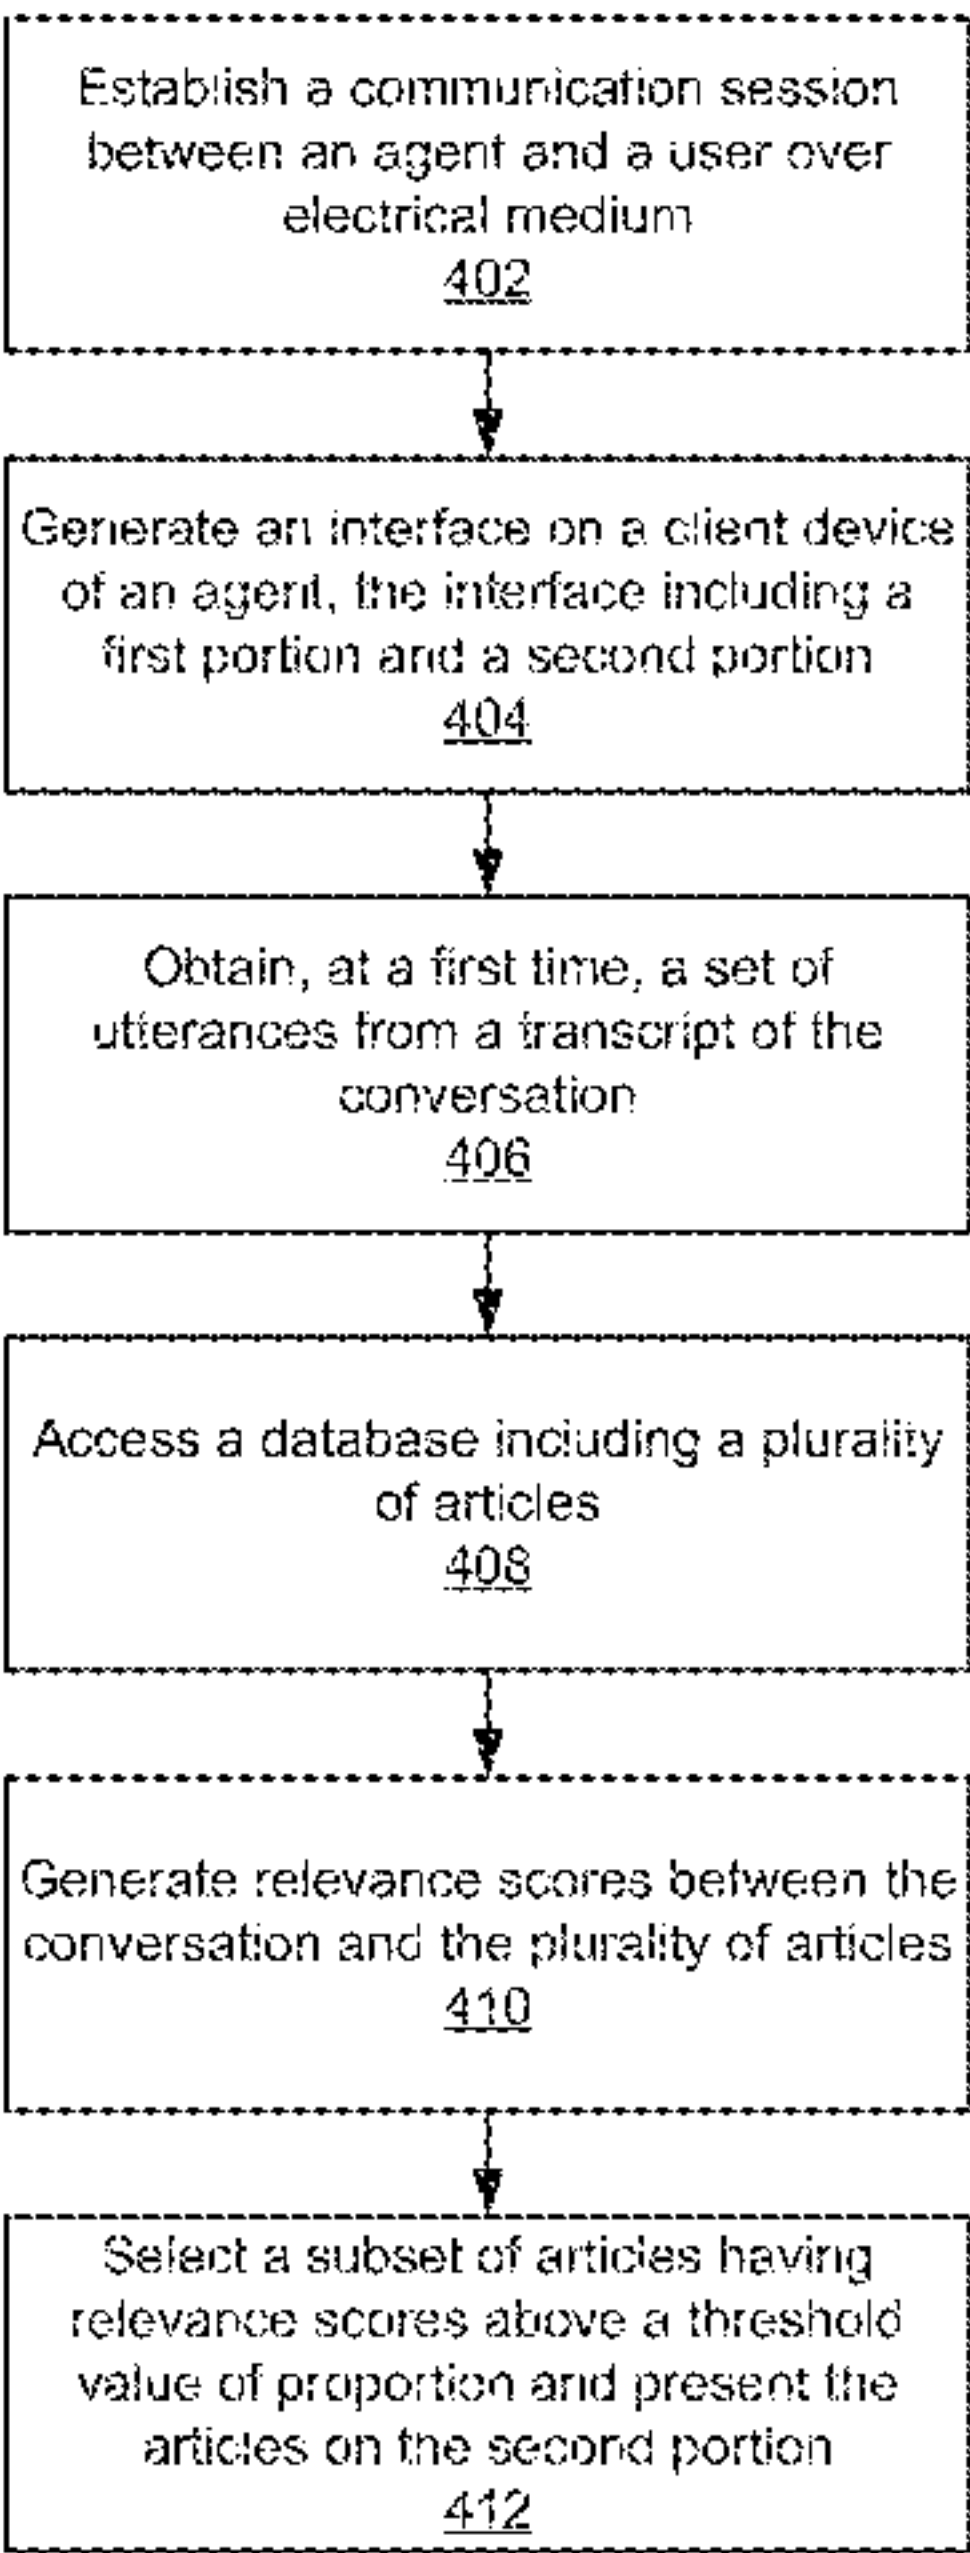 Establish a communication session
between an agent and a user over
electrical medium
402
Generate an interface on a client device
of an agent, the interface including a
first portion and a second portion
404
Obtain, at a first time, a set of
utterances from a transcript of the
conversation
406
Access a database including a plurality
of articles
408
Generate relevance scores between the
conversation and the plurality of articles
410
Select a subset of articles having
relevance scores above a threshold
value of proportion and present the
articles on the second portion
412